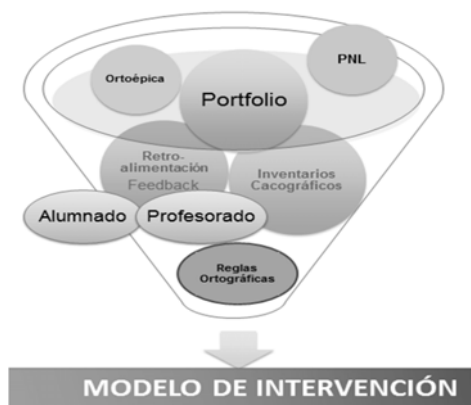 PNL
Ortoépica
Portfolio
Retro-
alimentación
Feedback
Inventarios
Cacográficos
Alumnado
Profesorado
Reglas
Ortográficas
MODELO DE INTERVENCIÓN